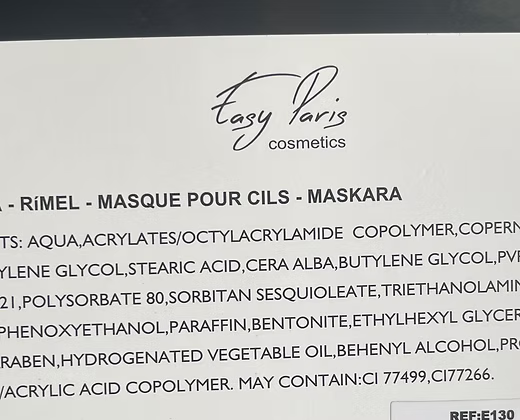 Easy Paris
cosmetics
- RíMEL - MASQUE POUR CILS - MASKARA
TS: AQUA,ACRYLATES/OCTYLACRYLAMIDE COPOLYMER,COPERN
YLENE GLYCOL,STEARIC ACID,CERA ALBA,BUTYLENE GLYCOL,PVP
21,POLYSORBATE 80,SORBITAN SESQUIOLEATE,TRIETHANOLAMIN
PHENOXYETHANOL,PARAFFIN,BENTONITE,ETHYLHEXYL GLYCER
RABEN,HYDROGENATED VEGETABLE OIL,BEHENYL ALCOHOL,PRO
/ACRYLIC ACID COPOLYMER. MAY CONTAIN:CI 77499,CI77266.
REF:E130